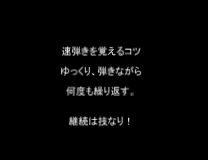 連弾きを覚えるコツ
ゆっくり、弾きながら
何度も繰り返す。
継続は技なり！